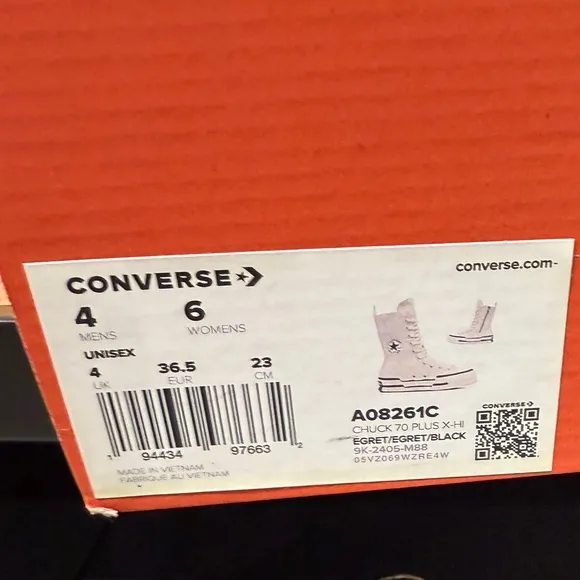 CONVERSE
converse.com
4 6
MENS WOMENS
UNISEX
4 36.5 23
UK EUR CM
1 94434 97663 2
MADE IN VIETNAM
FABRIQUÉ AU VIETNAM
A08261C
CHUCK 70 PLUS X-HI
EGRET/EGRET/BLACK
9K-2405-M88
05VZ069WZRE4W
CONVERSE